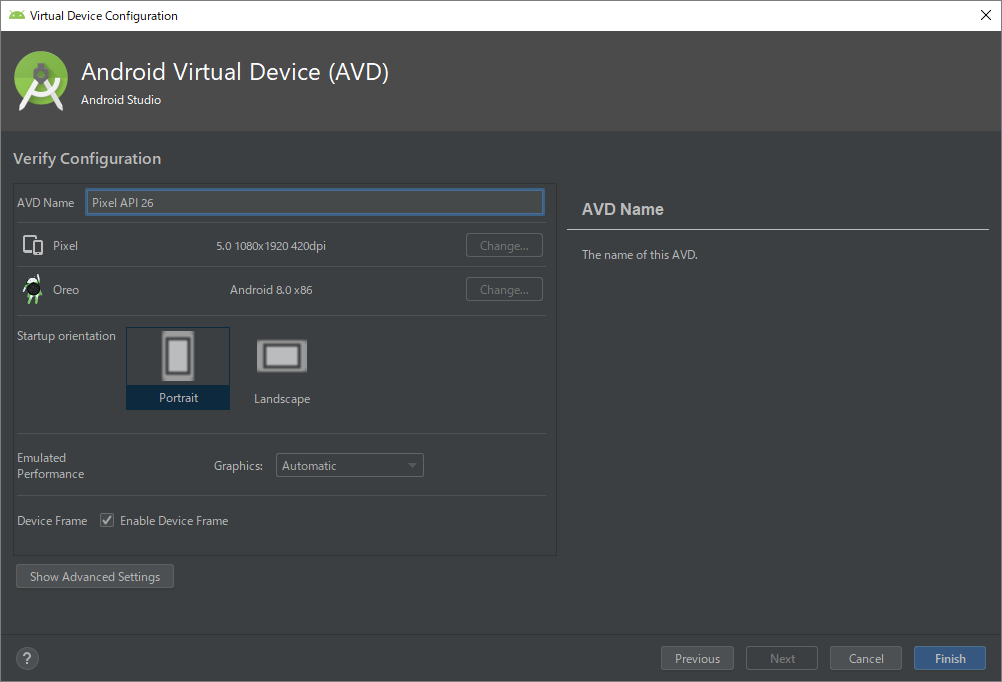 Virtual Device Configuration
Android Virtual Device (AVD)
Android Studio
Verify Configuration
AVD Name Pixel API 26
Pixel 5.0 1080x1920 420dpi Change...
Oreo Android 8.0 x86 Change...
Startup orientation
Portrait Landscape
Emulated
Performance
Graphics: Automatic
Device Frame Enable Device Frame
Show Advanced Settings
AVD Name
The name of this AVD.
? Previous Next Cancel Finish